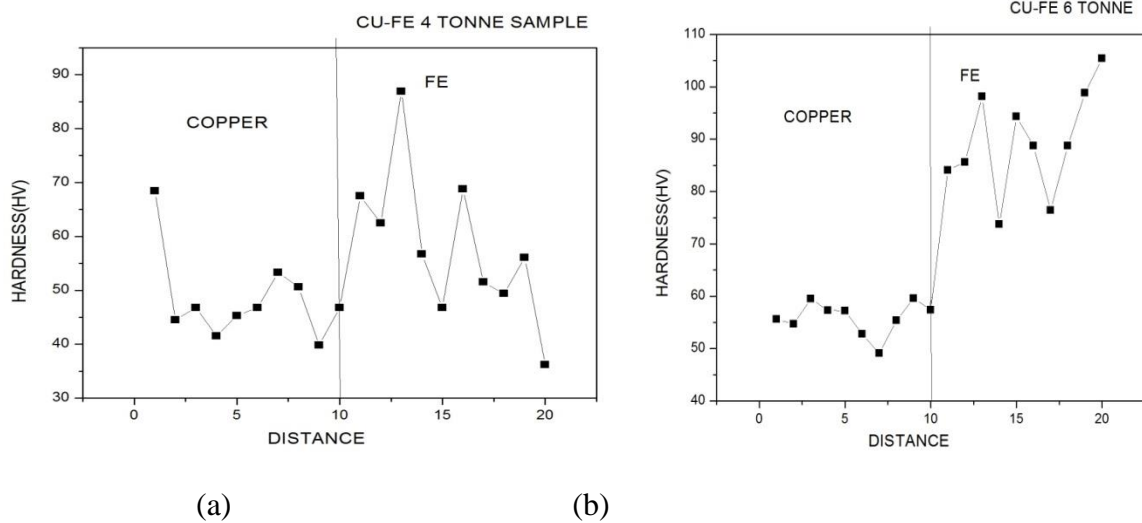 CU-FE 4 TONNE SAMPLE
90
80
70
60
50
40
30
HARDNESS(HV)
COPPER
FE
0
5
10
15
20
DISTANCE
CU-FE 6 TONNE
110
100
90
80
70
60
50
40
HARDNESS(HV)
COPPER
FE
0
5
10
15
20
DISTANCE
(a)
(b)